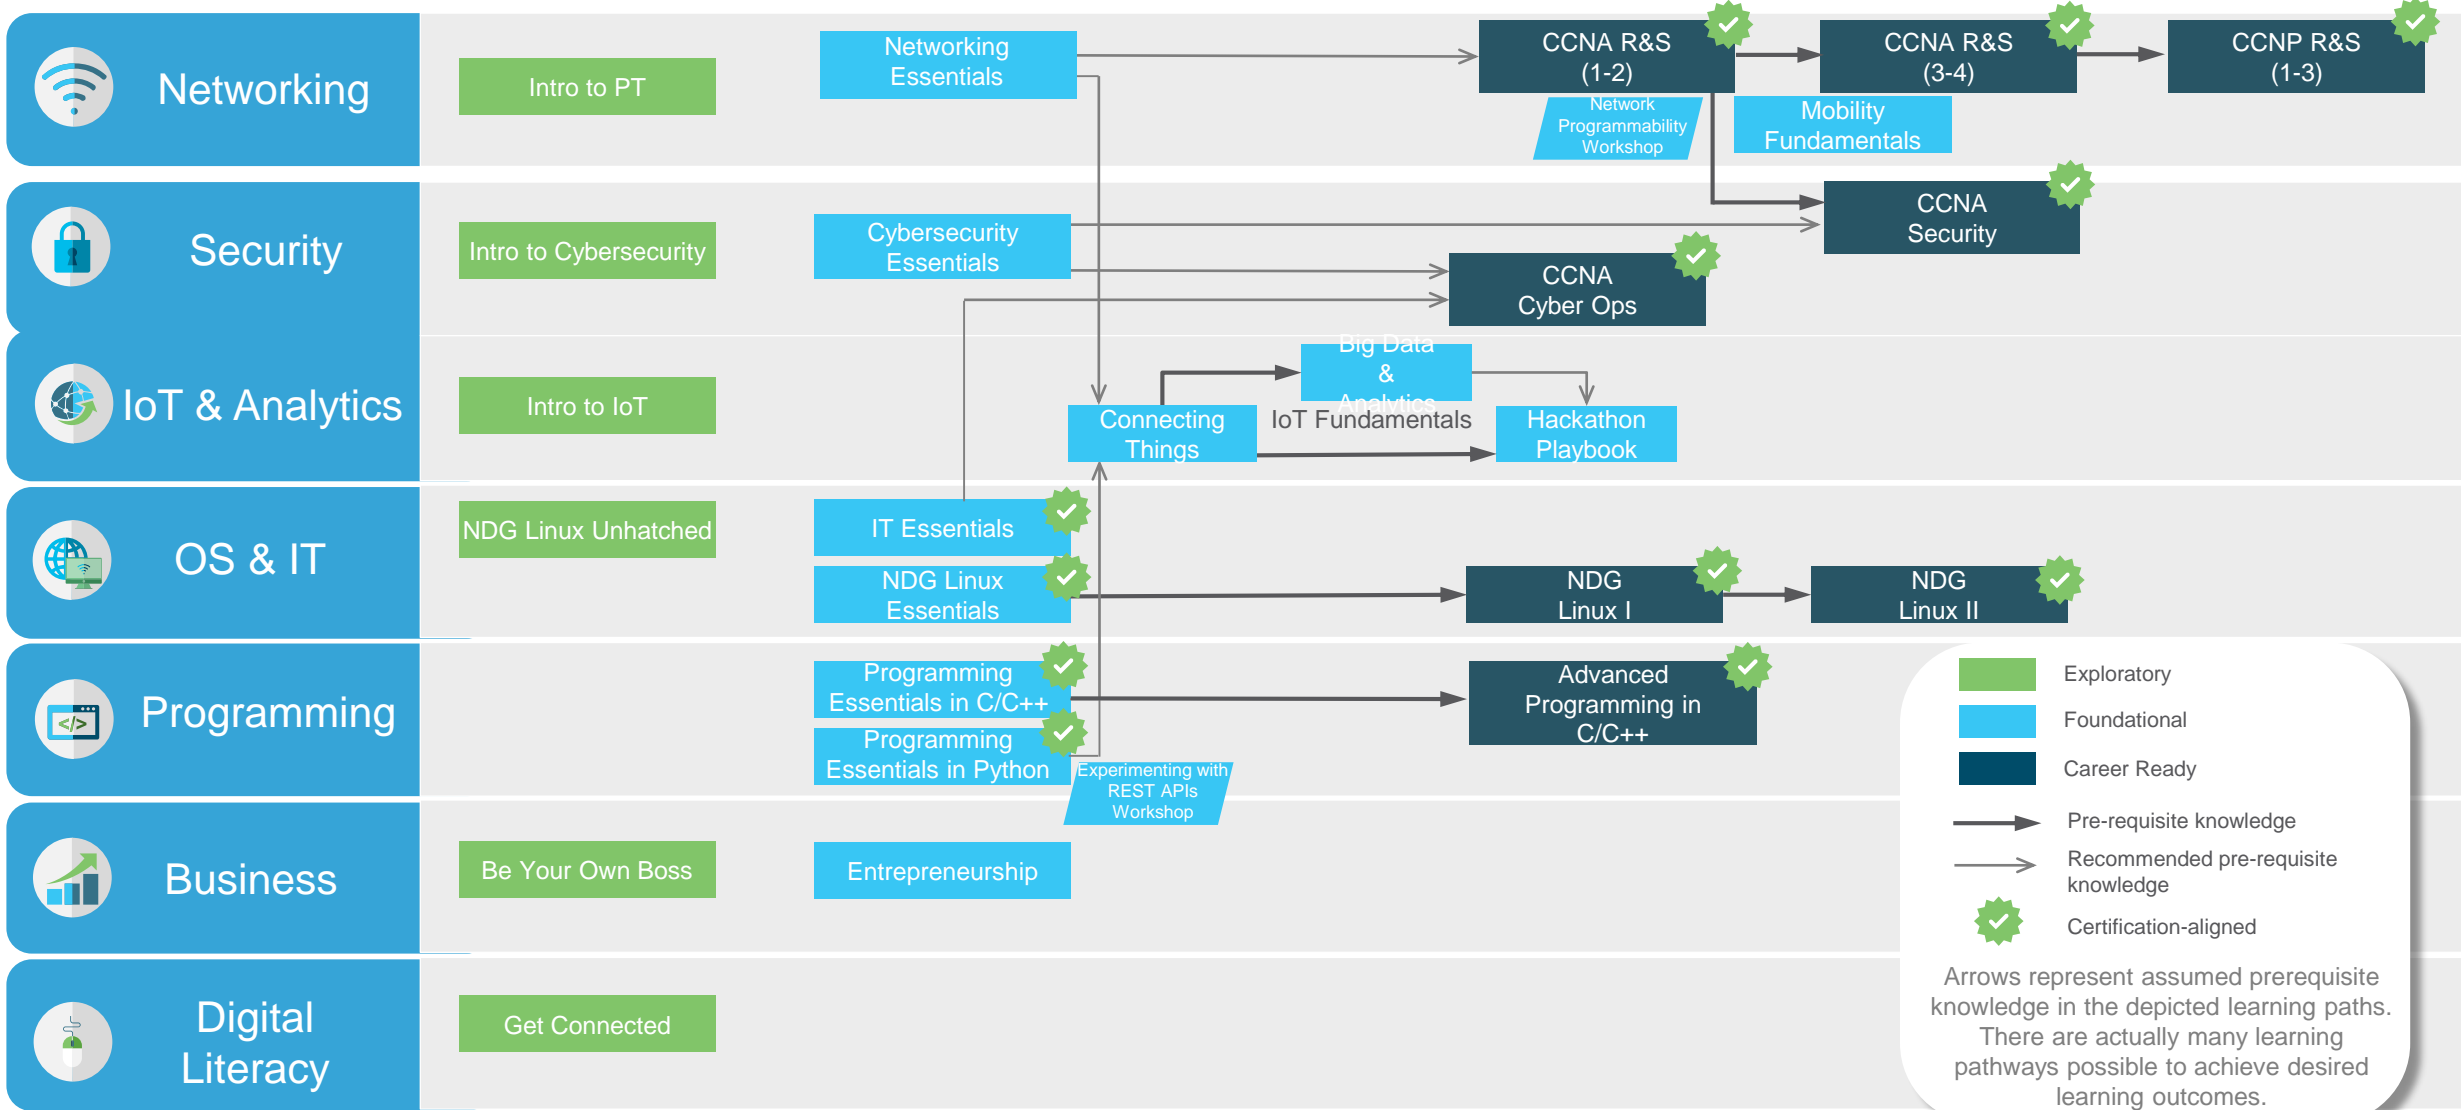 Networking
Intro to PT
Networking
Essentials
CCNA R&S
(1-2)
CCNA R&S
(3-4)
CCNP R&S
(1-3)
Network
Programmability
Workshop
Mobility
Fundamentals
Security
Intro to Cybersecurity
Cybersecurity
Essentials
CCNA
Security
CCNA
Cyber Ops
IoT & Analytics
Intro to IoT
Big Data
&
Analytics
Connecting
Things
IoT Fundamentals
Hackathon
Playbook
OS & IT
NDG Linux Unhatched
IT Essentials
NDG Linux
Essentials
NDG
Linux I
NDG
Linux II
Programming
Programming
Essentials in C/C++
Programming
Essentials in Python
Experimenting with
REST APIs
Workshop
Advanced
Programming in
C/C++
Business
Be Your Own Boss
Entrepreneurship
Digital
Literacy
Get Connected
Exploratory
Foundational
Career Ready
Pre-requisite knowledge
Recommended pre-requisite
knowledge
Certification-aligned
Arrows represent assumed prerequisite
knowledge in the depicted learning paths.
There are actually many learning
pathways possible to achieve desired
learning outcomes.